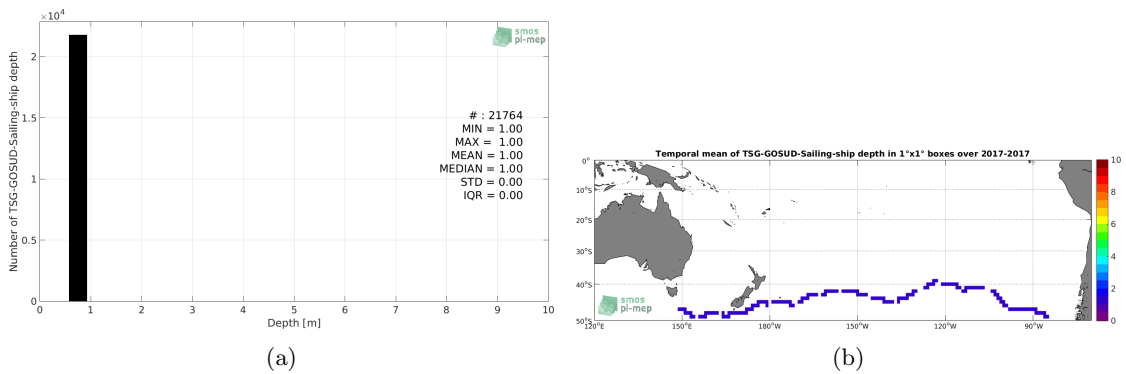 ×10⁴
2
1.5
1
0.5
0
Number of TSG-GOSUD-Sailing-ship depth
smos
pi-mep
# : 21764
MIN = 1.00
MAX = 1.00
MEAN = 1.00
MEDIAN = 1.00
STD = 0.00
IQR = 0.00
0 1 2 3 4 5 6 7 8 9 10
Depth [m]
(a)
Temporal mean of TSG-GOSUD-Sailing-ship depth in 1°x1° boxes over 2017-2017
0°
10°S
20°S
30°S
40°S
50°S
smos
pi-mep
120°E 150°E 180°W 150°W 120°W 90°W
10
8
6
4
2
0
(b)